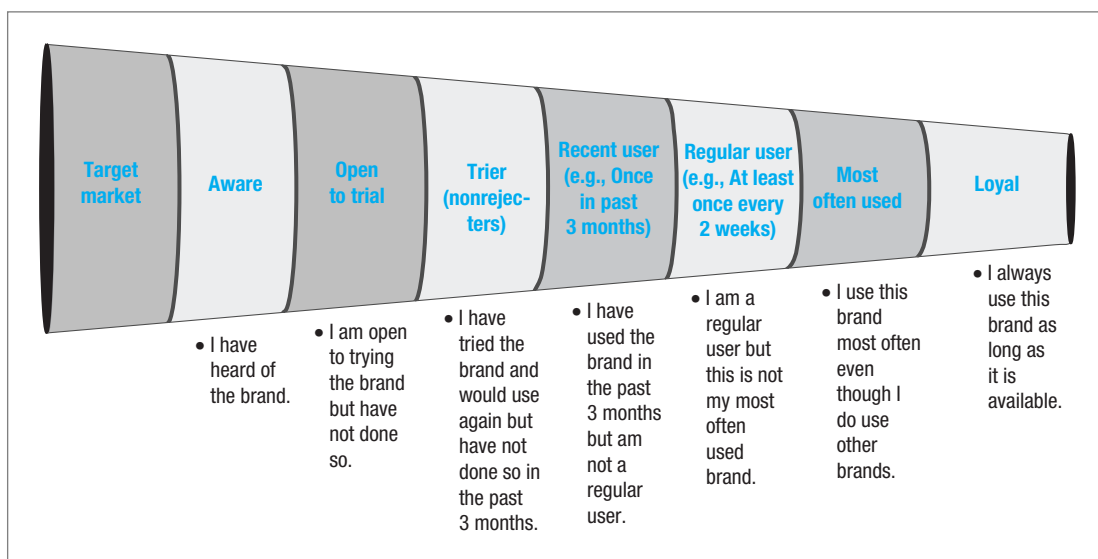 Target
market
Aware
Open
to trial
Trier
(nonrejec-
ters)
Recent user
(e.g., Once
in past
3 months)
Regular user
(e.g., At least
once every
2 weeks)
Most
often used
Loyal
• I have
heard of
the brand.
• I am open
to trying
the brand
but have
not done
so.
• I have
tried the
brand and
would use
again but
have not
done so in
the past
3 months.
• I have
used the
brand in
the past
3 months
but am
not a
regular
user.
• I am a
regular
user but
this is not
my most
often
used
brand.
• I use this
brand
most often
even
though I
do use
other
brands.
• I always
use this
brand as
long as
it is
available.